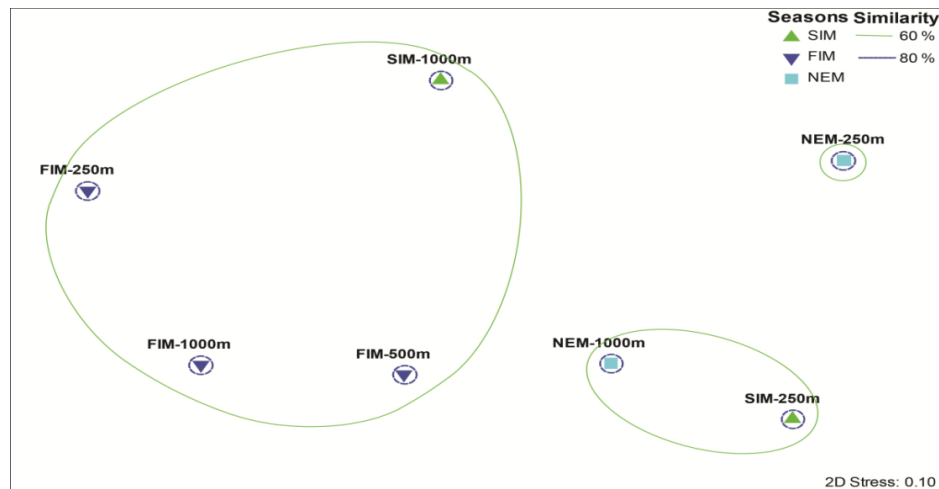 Seasons Similarity
SIM 60 %
FIM 80 %
NEM
SIM-1000m
NEM-250m
FIM-250m
FIM-1000m
FIM-500m
NEM-1000m
SIM-250m
2D Stress: 0.10